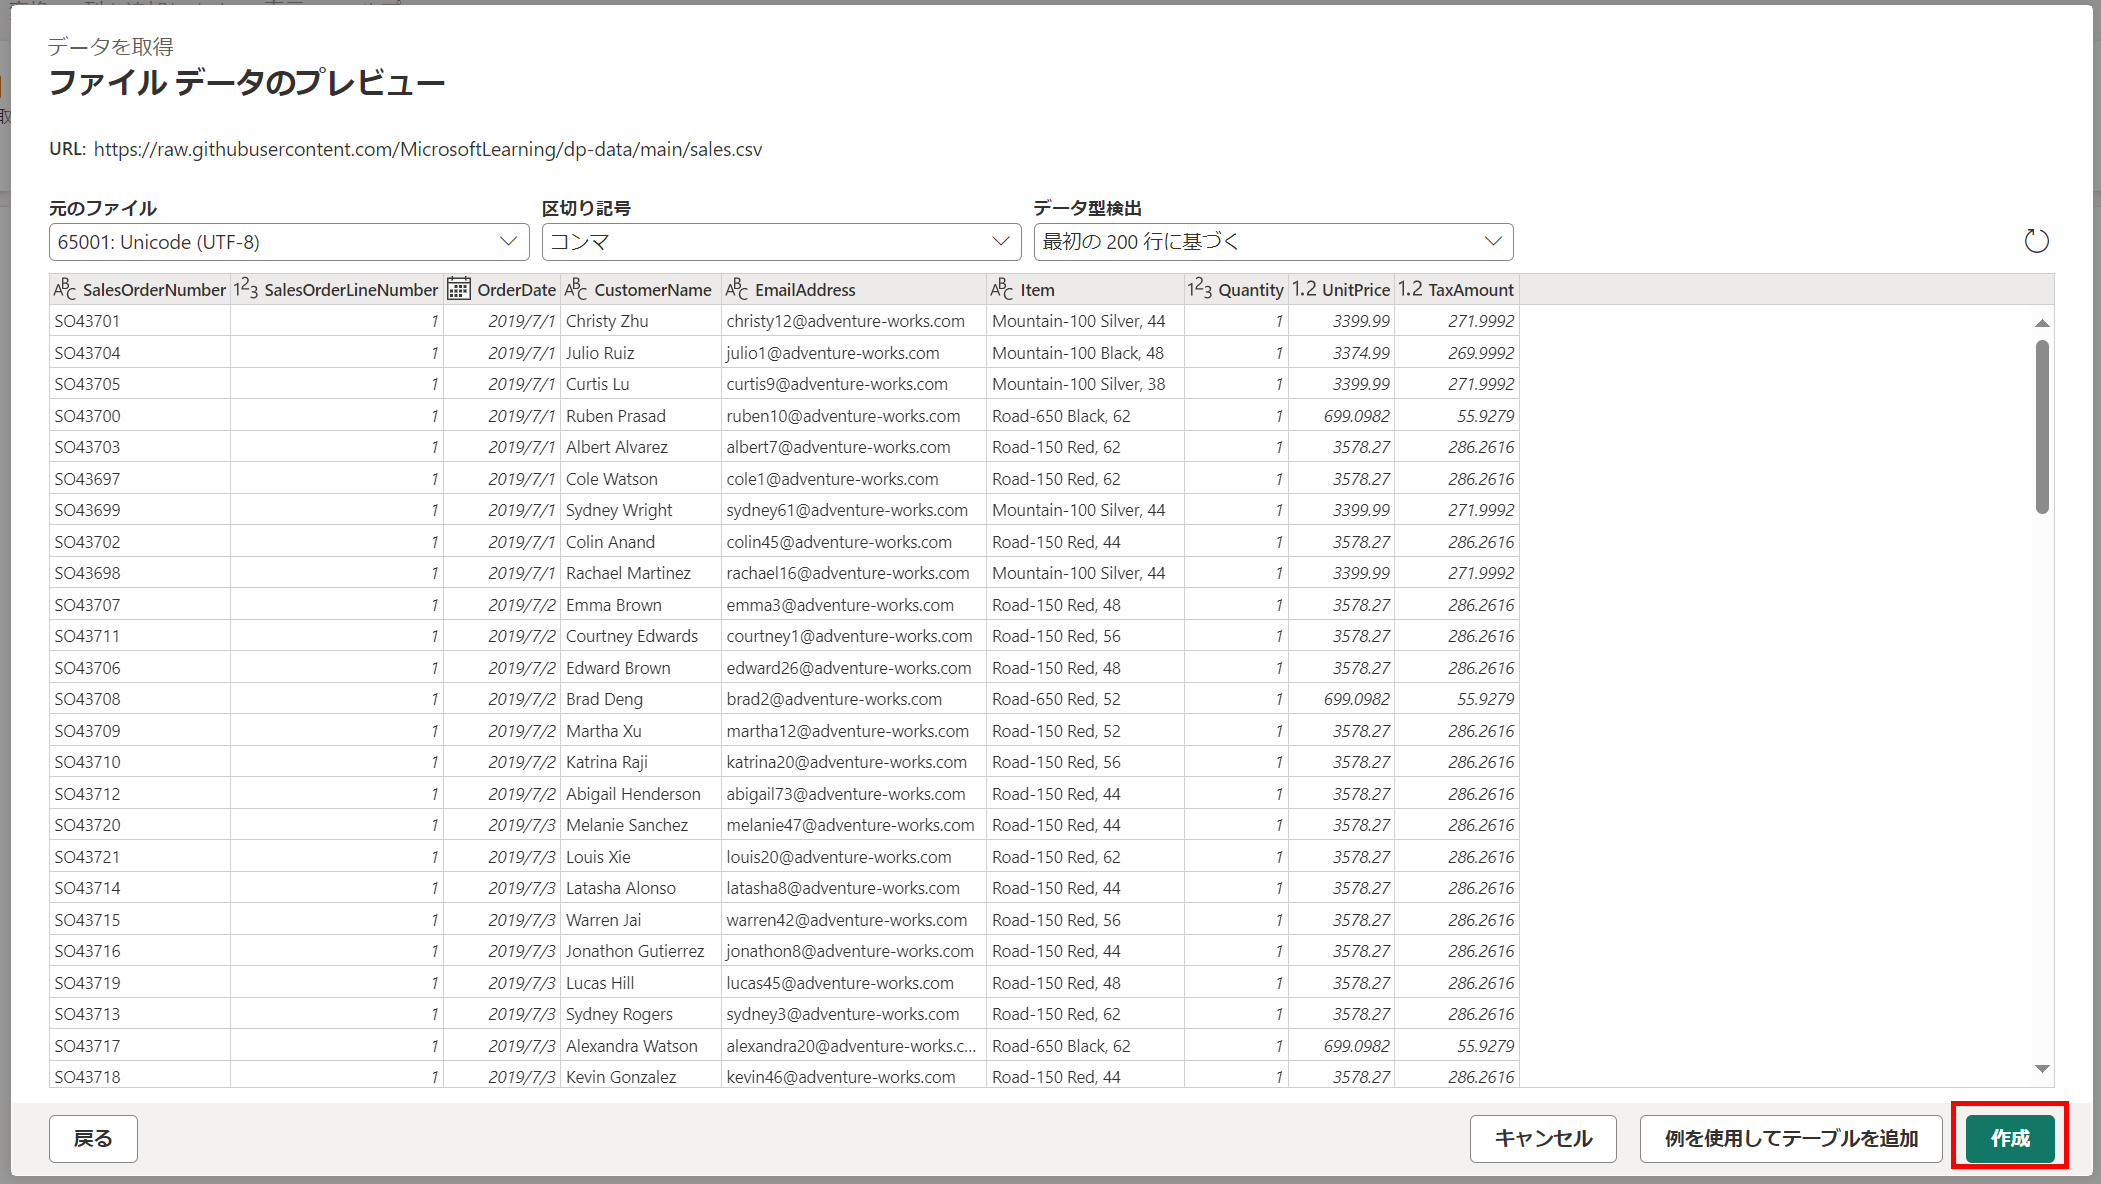 データを取得
ファイル データのプレビュー
URL: https://raw.githubusercontent.com/MicrosoftLearning/dp-data/main/sales.csv
元のファイル 区切り記号 データ型検出
65001: Unicode (UTF-8) コンマ 最初の 200 行に基づく
SalesOrderNumber SalesOrderLineNumber OrderDate CustomerName EmailAddress Item Quantity 1.2 UnitPrice 1.2 TaxAmount
SO43701 1 2019/7/1 Christy Zhu christy12@adventure-works.com Mountain-100 Silver, 44 1 3399.99 271.9992
SO43704 1 2019/7/1 Julio Ruiz julio1@adventure-works.com Mountain-100 Black, 48 1 3374.99 269.9992
SO43705 1 2019/7/1 Curtis Lu curtis9@adventure-works.com Mountain-100 Silver, 38 1 3399.99 271.9992
SO43700 1 2019/7/1 Ruben Prasad ruben10@adventure-works.com Road-650 Black, 62 1 699.0982 55.9279
SO43703 1 2019/7/1 Albert Alvarez albert7@adventure-works.com Road-150 Red, 62 1 3578.27 286.2616
SO43697 1 2019/7/1 Cole Watson cole1@adventure-works.com Road-150 Red, 62 1 3578.27 286.2616
SO43699 1 2019/7/1 Sydney Wright sydney61@adventure-works.com Mountain-100 Silver, 44 1 3399.99 271.9992
SO43702 1 2019/7/1 Colin Anand colin45@adventure-works.com Road-150 Red, 44 1 3578.27 286.2616
SO43698 1 2019/7/1 Rachael Martinez rachael16@adventure-works.com Mountain-100 Silver, 44 1 3399.99 271.9992
SO43707 1 2019/7/2 Emma Brown emma3@adventure-works.com Road-150 Red, 48 1 3578.27 286.2616
SO43711 1 2019/7/2 Courtney Edwards courtney1@adventure-works.com Road-150 Red, 56 1 3578.27 286.2616
SO43706 1 2019/7/2 Edward Brown edward26@adventure-works.com Road-150 Red, 48 1 3578.27 286.2616
SO43708 1 2019/7/2 Brad Deng brad2@adventure-works.com Road-650 Red, 52 1 699.0982 55.9279
SO43709 1 2019/7/2 Martha Xu martha12@adventure-works.com Road-150 Red, 52 1 3578.27 286.2616
SO43710 1 2019/7/2 Katrina Raji katrina20@adventure-works.com Road-150 Red, 56 1 3578.27 286.2616
SO43712 1 2019/7/2 Abigail Henderson abigail73@adventure-works.com Road-150 Red, 44 1 3578.27 286.2616
SO43720 1 2019/7/3 Melanie Sanchez melanie47@adventure-works.com Road-150 Red, 44 1 3578.27 286.2616
SO43721 1 2019/7/3 Louis Xie louis20@adventure-works.com Road-150 Red, 62 1 3578.27 286.2616
SO43714 1 2019/7/3 Latasha Alonso latasha8@adventure-works.com Road-150 Red, 44 1 3578.27 286.2616
SO43715 1 2019/7/3 Warren Jai warren42@adventure-works.com Road-150 Red, 56 1 3578.27 286.2616
SO43716 1 2019/7/3 Jonathon Gutierrez jonathon8@adventure-works.com Road-150 Red, 44 1 3578.27 286.2616
SO43719 1 2019/7/3 Lucas Hill lucas45@adventure-works.com Road-150 Red, 48 1 3578.27 286.2616
SO43713 1 2019/7/3 Sydney Rogers sydney3@adventure-works.com Road-150 Red, 62 1 3578.27 286.2616
SO43717 1 2019/7/3 Alexandra Watson alexandra20@adventure-works.c... Road-650 Black, 62 1 699.0982 55.9279
SO43718 1 2019/7/3 Kevin Gonzalez kevin46@adventure-works.com Road-150 Red, 44 1 3578.27 286.2616
戻る キャンセル 例を使用してテーブルを追加 作成